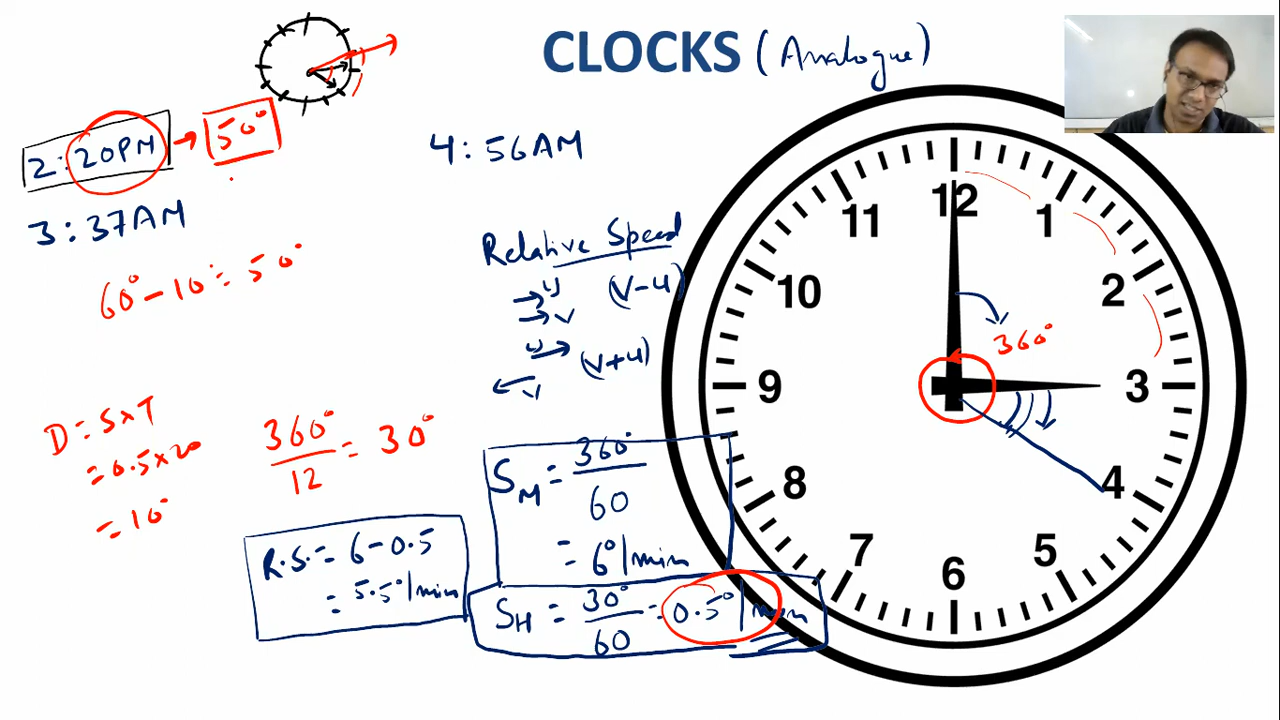 CLOCKS (Analogue)
2:20PM → 50°
4:56AM
3:37AM
60° - 10° = 50°
Relative Speed
u
(v-u)
v
u
(v+u)
v
D = S×T
= 0.5×20
= 10°
360°/12 = 30°
S_M = 360°/60
= 6°/min
S_H = 30°/60 = 0.5°/min
R.S. = 6-0.5
= 5.5°/min
360°
12
1
2
3
4
5
6
7
8
9
10
11